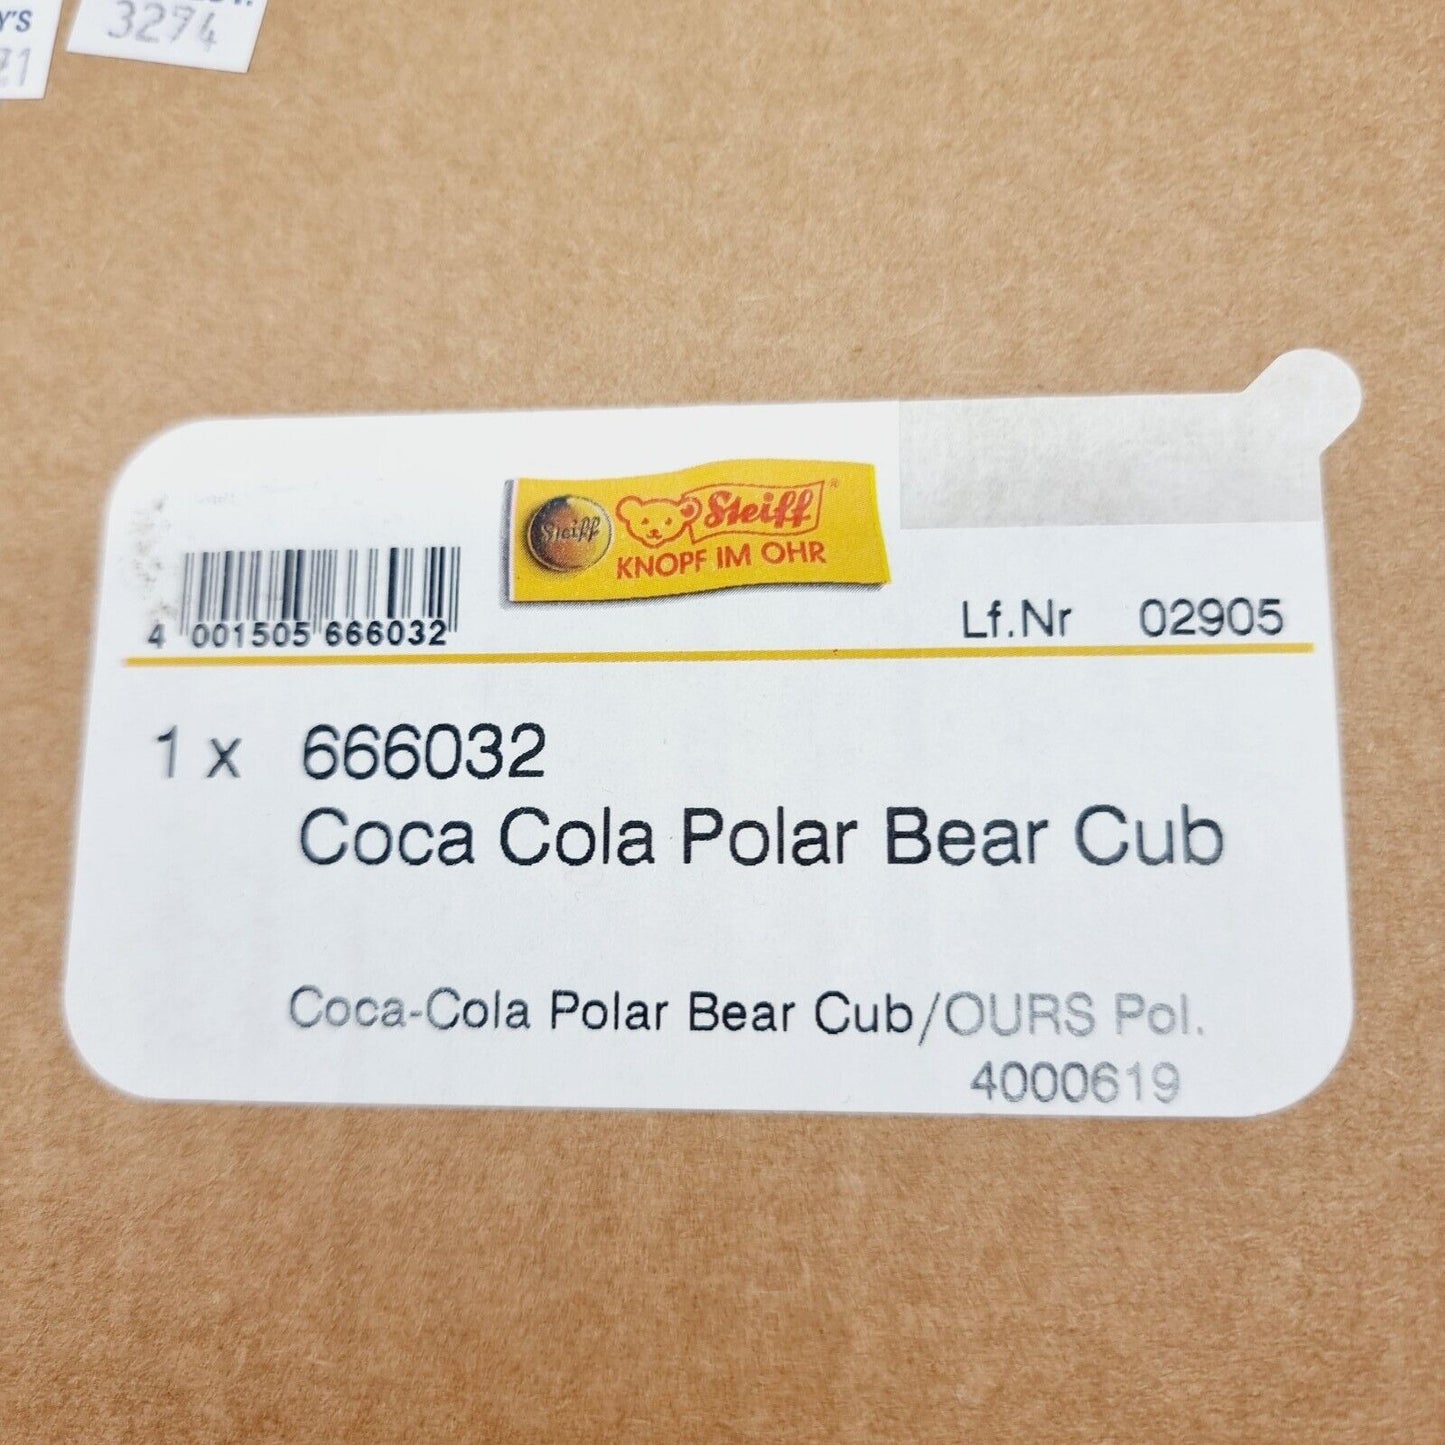 Y'S
3274
Steiff
Steiff®
KNOPF IM OHR
4 001505 666032
Lf.Nr 02905
1 x 666032
Coca Cola Polar Bear Cub
Coca-Cola Polar Bear Cub/OURS Pol.
4000619